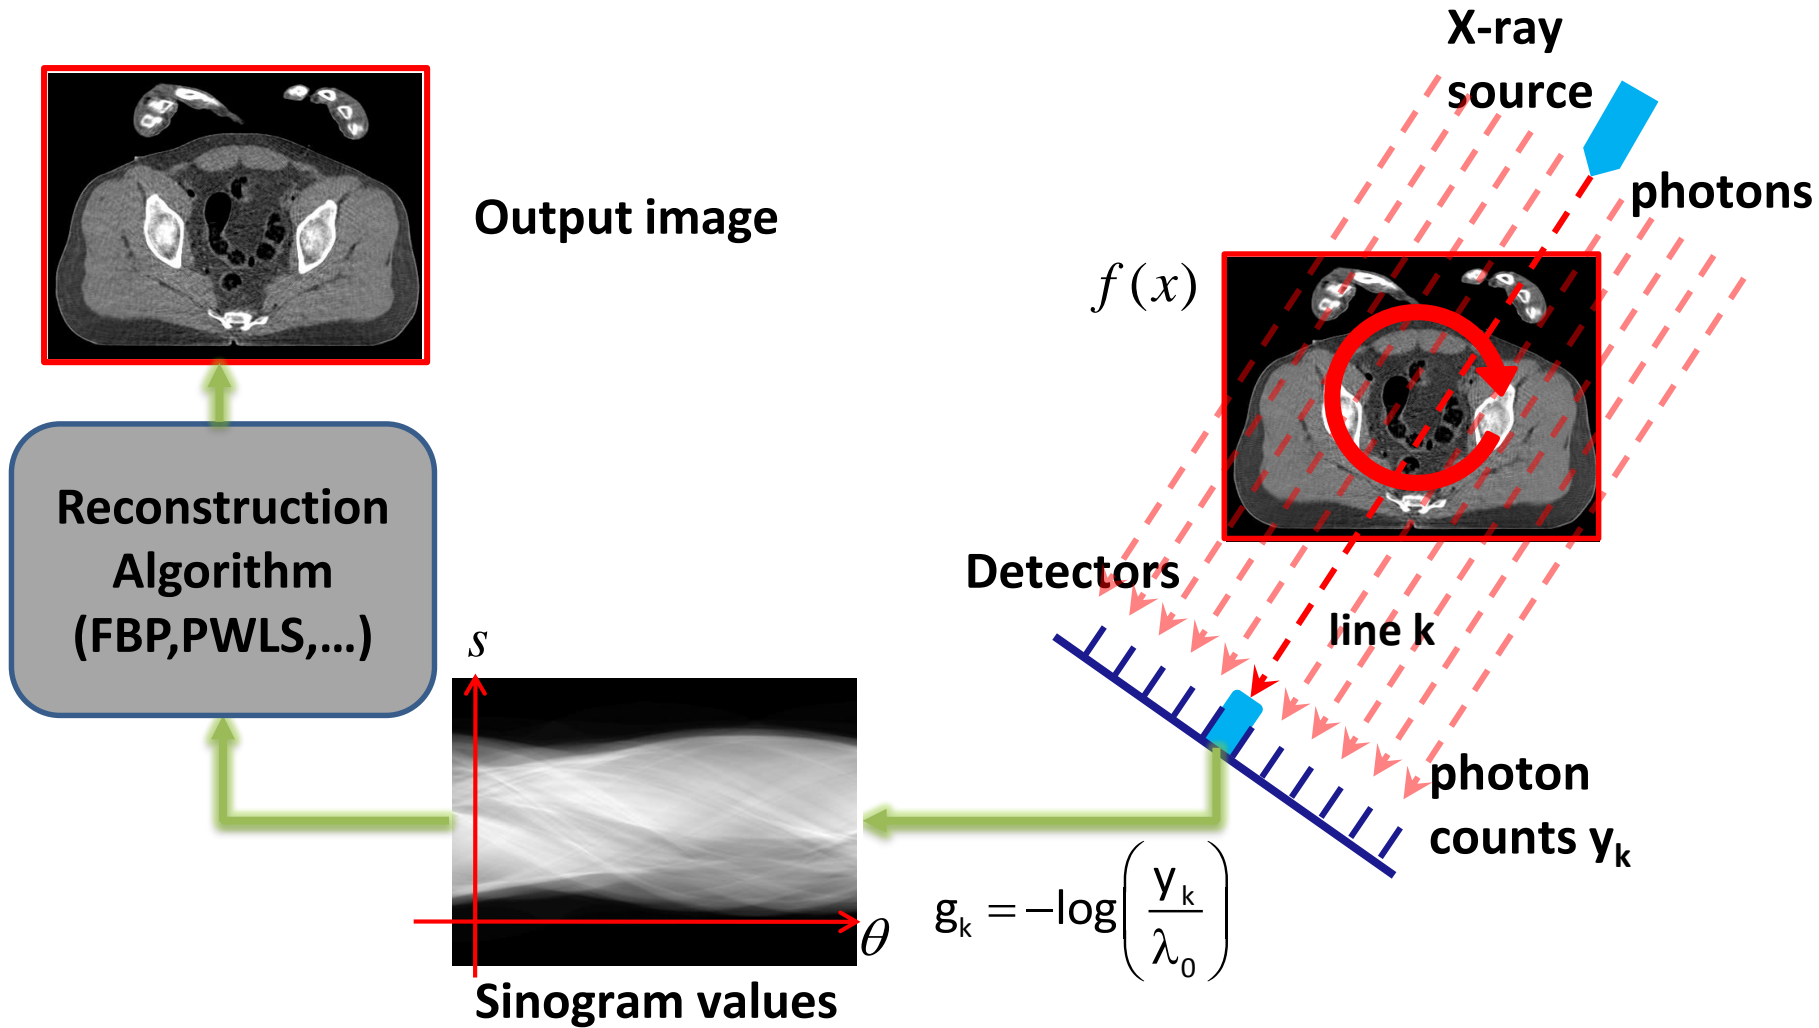 X-ray
source
photons
f(x)
Output image
Reconstruction
Algorithm
(FBP,PWLS,...)
Detectors
line k
s
photon
counts yₖ
θ
gₖ = −log(yₖ/λ₀)
Sinogram values